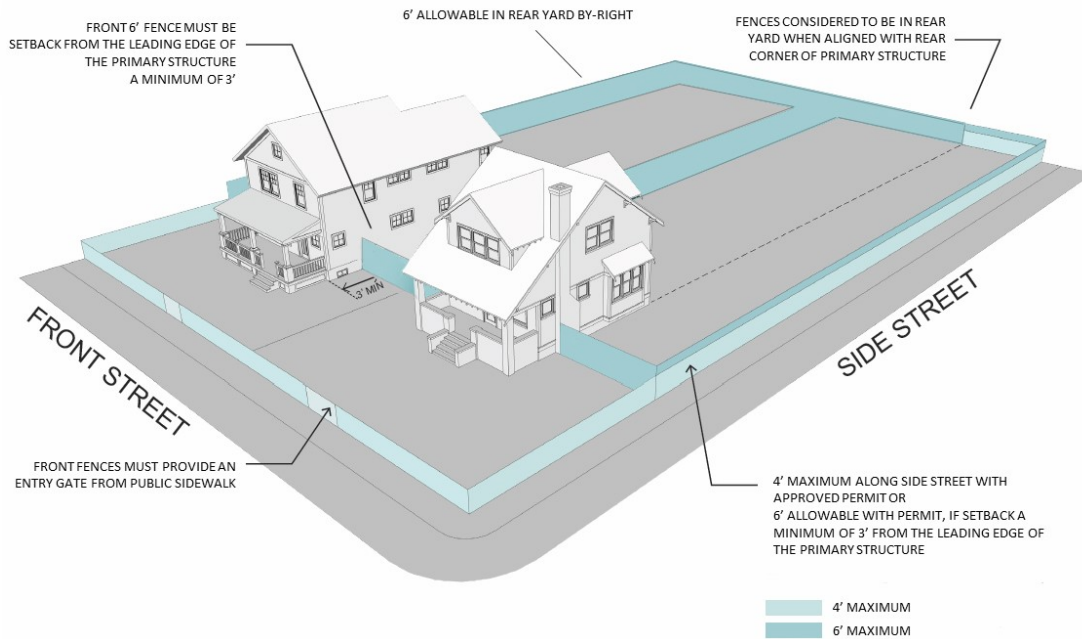 6’ ALLOWABLE IN REAR YARD BY-RIGHT
FRONT 6’ FENCE MUST BE
SETBACK FROM THE LEADING EDGE OF
THE PRIMARY STRUCTURE
A MINIMUM OF 3’
FENCES CONSIDERED TO BE IN REAR
YARD WHEN ALIGNED WITH REAR
CORNER OF PRIMARY STRUCTURE
3’ MIN
FRONT STREET
SIDE STREET
FRONT FENCES MUST PROVIDE AN
ENTRY GATE FROM PUBLIC SIDEWALK
4’ MAXIMUM ALONG SIDE STREET WITH
APPROVED PERMIT OR
6’ ALLOWABLE WITH PERMIT, IF SETBACK A
MINIMUM OF 3’ FROM THE LEADING EDGE OF
THE PRIMARY STRUCTURE
4’ MAXIMUM
6’ MAXIMUM